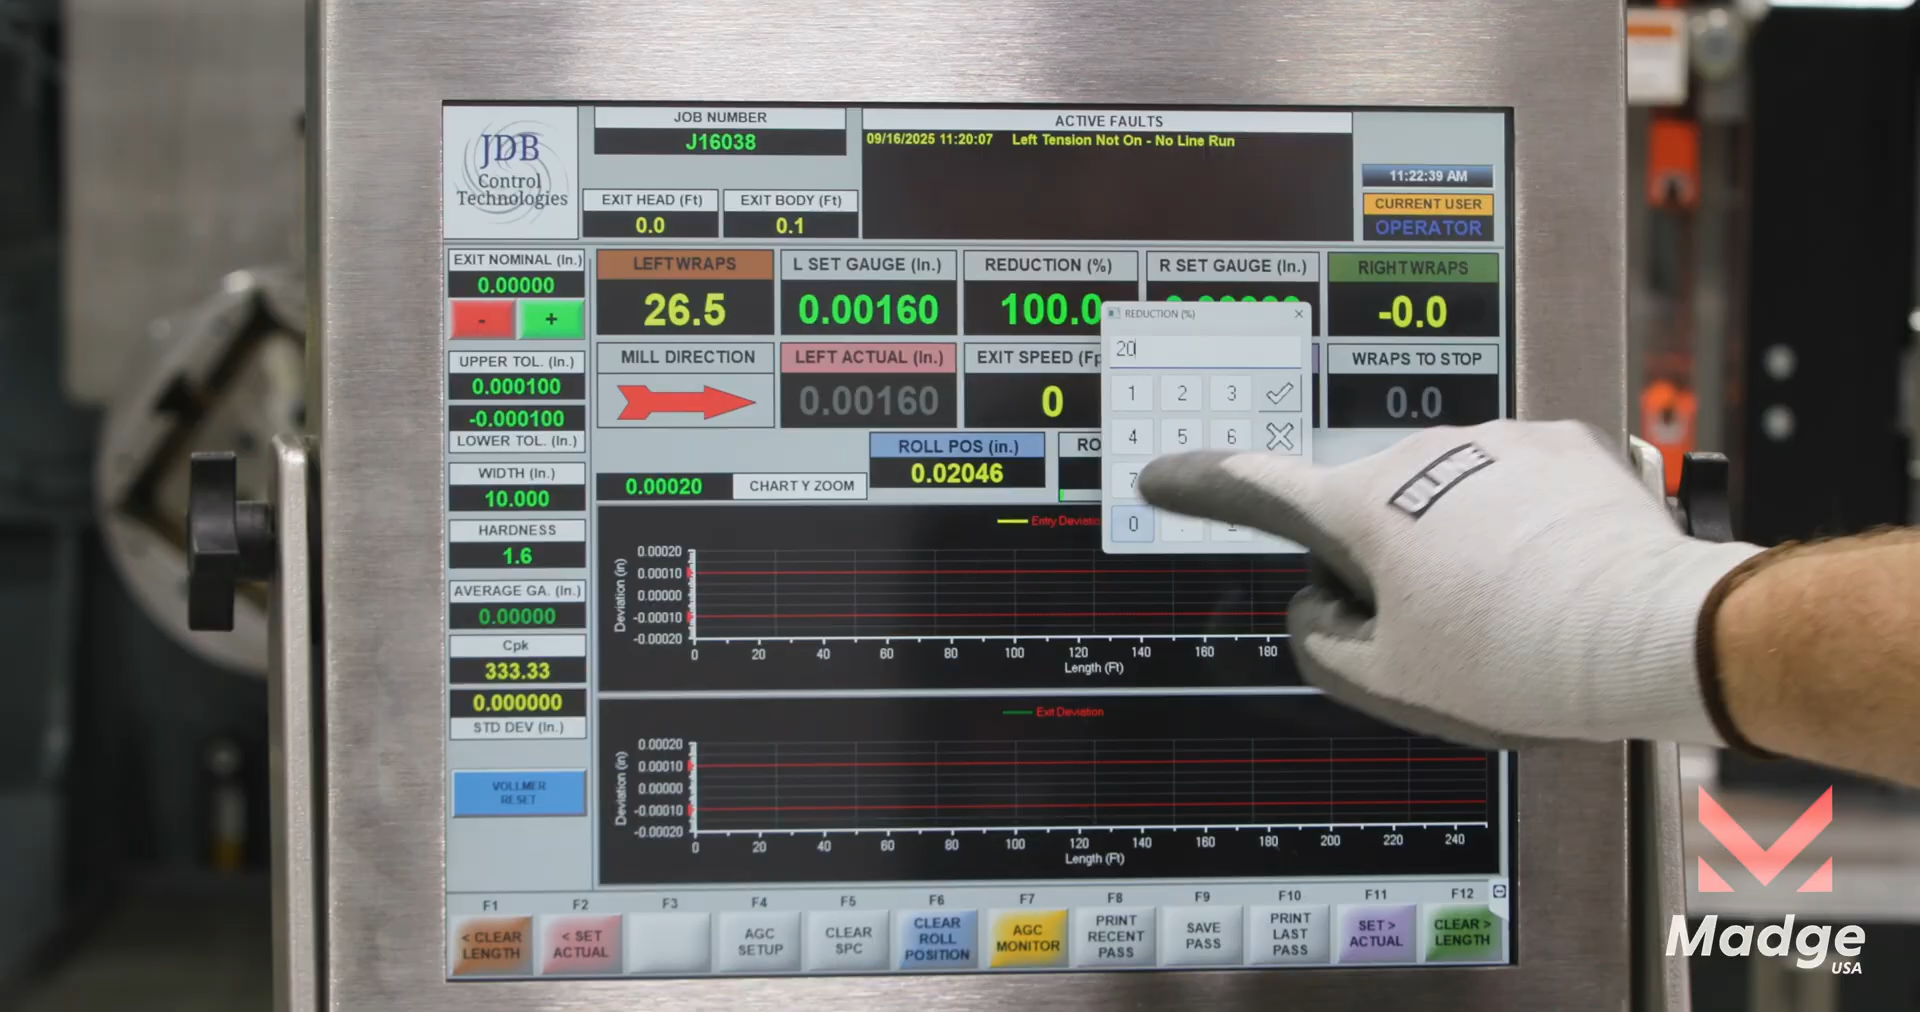 JDB
Control
Technologies
JOB NUMBER
J16038
EXIT HEAD (Ft)
0.0
EXIT BODY (Ft)
0.1
ACTIVE FAULTS
09/16/2025 11:20:07 Left Tension Not On - No Line Run
11:22:39 AM
CURRENT USER
OPERATOR
EXIT NOMINAL (In.)
0.00000
-
+
UPPER TOL. (In.)
0.000100
-0.000100
LOWER TOL. (In.)
WIDTH (In.)
10.000
HARDNESS
1.6
AVERAGE GA. (In.)
0.00000
Cpk
333.33
0.000000
STD DEV (In.)
VOLLMER
RESET
LEFT WRAPS
26.5
L SET GAUGE (In.)
0.00160
REDUCTION (%)
100.0
R SET GAUGE (In.)
RIGHT WRAPS
-0.0
MILL DIRECTION
LEFT ACTUAL (In.)
0.00160
EXIT SPEED (Fp
0
WRAPS TO STOP
0.0
REDUCTION (%)
20
1 2 3
4 5 6
7
0
ROLL POS (in.)
0.02046
RO
0.00020 CHART Y ZOOM
Entry Deviatio
Deviation (in)
0.00020
0.00010
0.00000
-0.00010
-0.00020
0 20 40 60 80 100 120 140 160 180
Length (Ft)
Exit Deviation
Deviation (in)
0.00020
0.00010
0.00000
-0.00010
-0.00020
0 20 40 60 80 100 120 140 160 180 200 220 240
Length (Ft)
F1 F2 F3 F4 F5 F6 F7 F8 F9 F10 F11 F12
< CLEAR
LENGTH
< SET
ACTUAL
AGC
SETUP
CLEAR
SPC
CLEAR
ROLL
POSITION
AGC
MONITOR
PRINT
RECENT
PASS
SAVE
PASS
PRINT
LAST
PASS
SET >
ACTUAL
CLEAR >
LENGTH
ULINE
Madge
USA